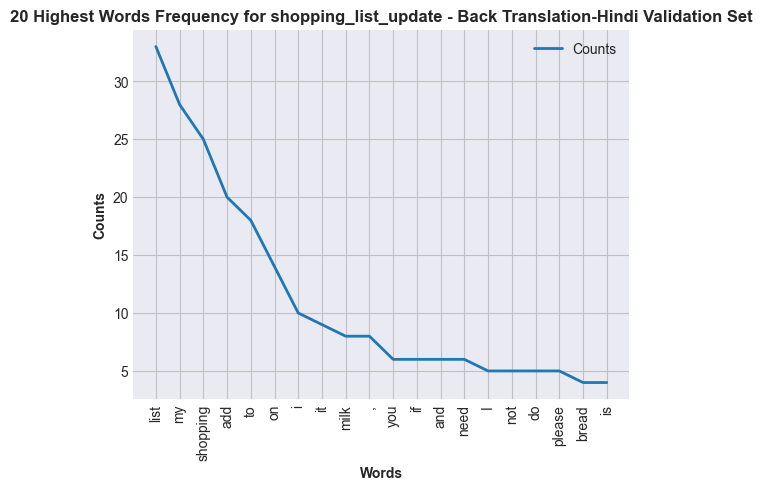 20 Highest Words Frequency for shopping_list_update - Back Translation-Hindi Validation Set
Counts
Counts
30
25
20
15
10
5
list
my
shopping
add
to
on
i
it
milk
,
you
if
and
need
I
not
do
please
bread
is
Words